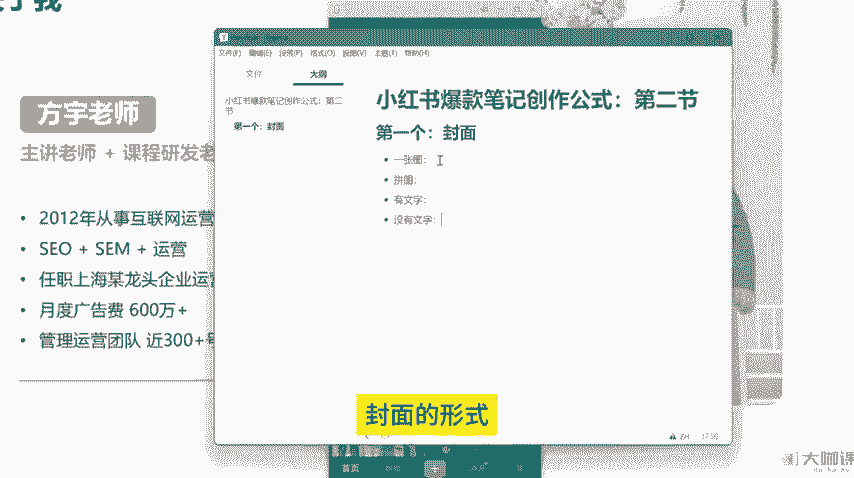 方宇老师
主讲老师 + 课程研发老
2012年从事互联网运营
SEO + SEM + 运营
任职上海某龙头企业运营
月度广告费 600万+
管理运营团队 近300+号
文件(F) 编辑(E) 段落(P) 格式(O) 视图(V) 主题(T) 帮助(H)
文件 大纲
小红书爆款笔记创作公式：第二节
第一个：封面
小红书爆款笔记创作公式：第二节
第一个：封面
一张图：
拼图：
有文字：
没有文字：
封面的形式
首页
大咖课